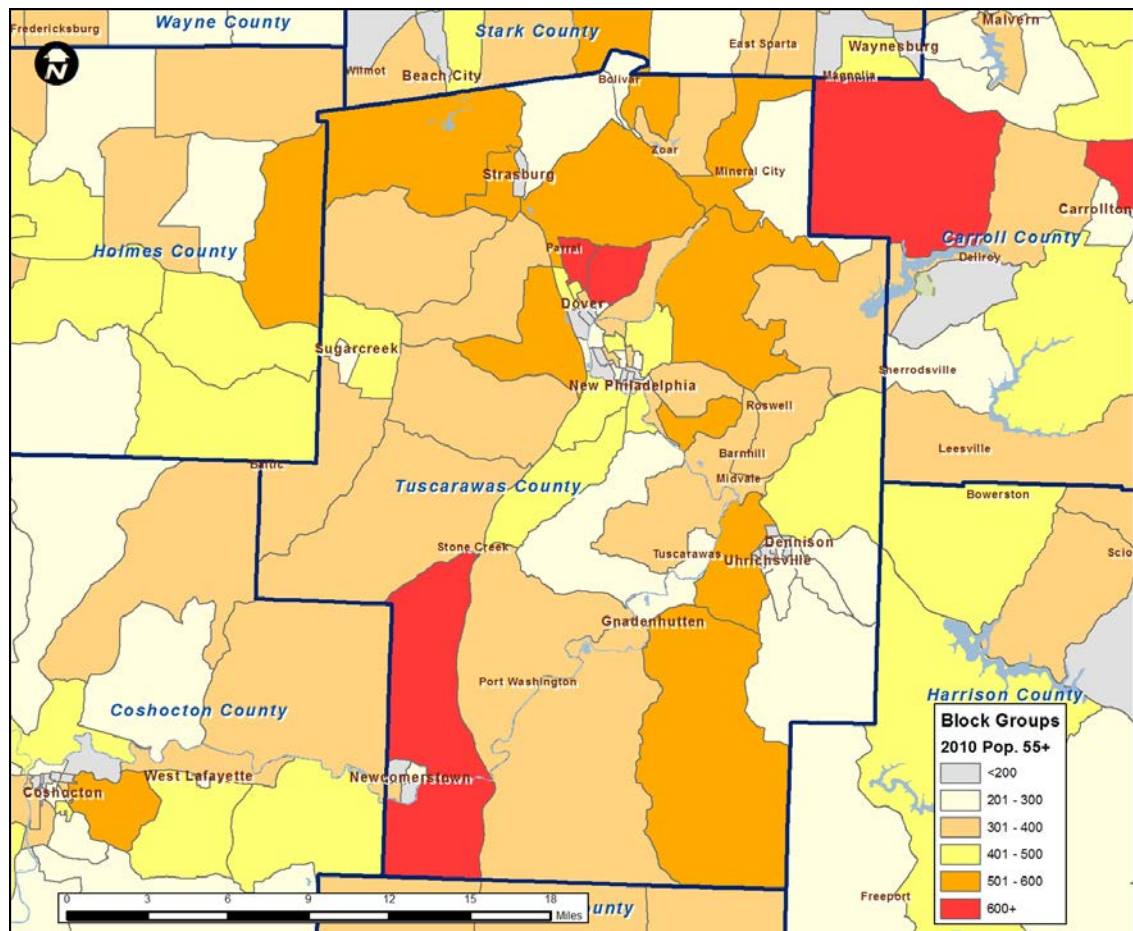 Wayne County
Fredericksburg
Stark County
Malvern
East Sparta
Waynesburg
N
Wilmot
Beach City
Bolivar
Magnolia
Zoar
Strasburg
Mineral City
Carrollton
Holmes County
Parral
Carroll County
Dellroy
Dover
Sugarcreek
Sherrodsville
New Philadelphia
Roswell
Leesville
Barnhill
Baltic
Midvale
Tuscarawas County
Bowerston
Stone Creek
Tuscarawas
Dennison
Uhrichsville
Scio
Gnadenhutten
Port Washington
Harrison County
Coshocton County
Block Groups
2010 Pop. 55+
<200
201 - 300
301 - 400
401 - 500
501 - 600
600+
West Lafayette
Newcomerstown
Coshocton
Freeport
0 3 6 9 12 15 18
Miles
ounty